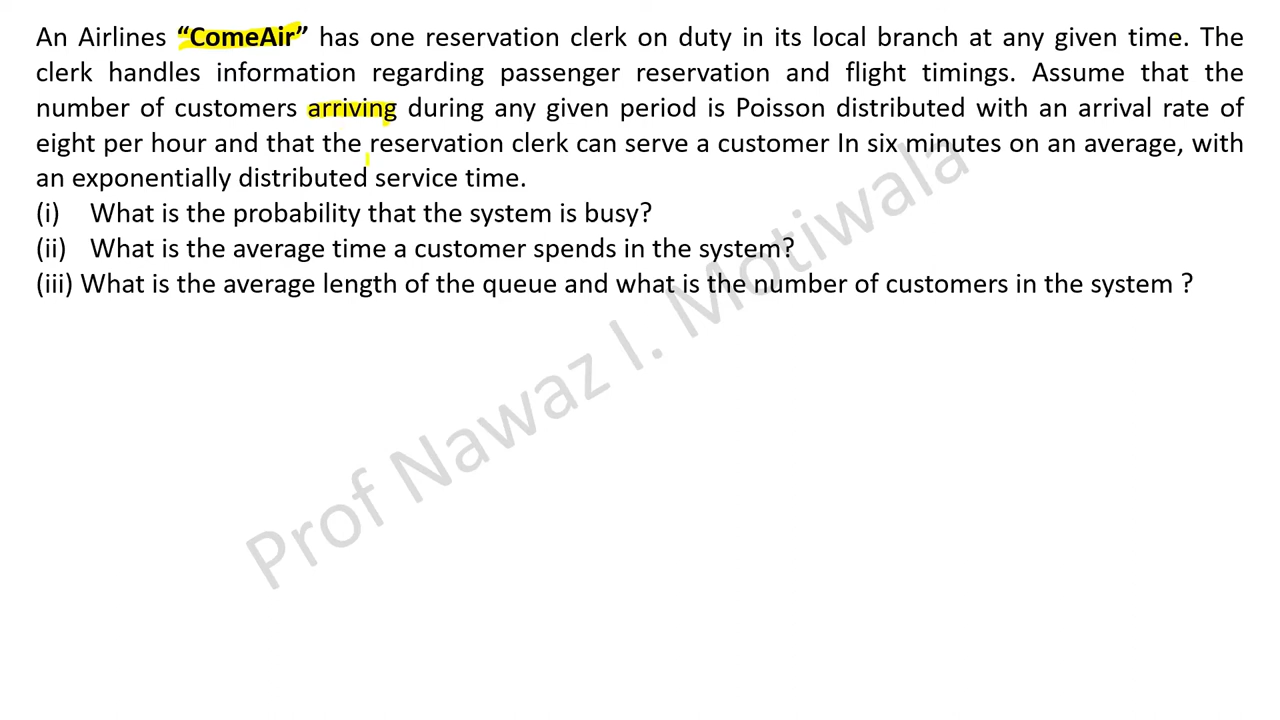 An Airlines “ComeAir” has one reservation clerk on duty in its local branch at any given time. The
clerk handles information regarding passenger reservation and flight timings. Assume that the
number of customers arriving during any given period is Poisson distributed with an arrival rate of
eight per hour and that the reservation clerk can serve a customer In six minutes on an average, with
an exponentially distributed service time.
(i) What is the probability that the system is busy?
(ii) What is the average time a customer spends in the system?
(iii) What is the average length of the queue and what is the number of customers in the system ?
Prof Nawaz I. Motiwala